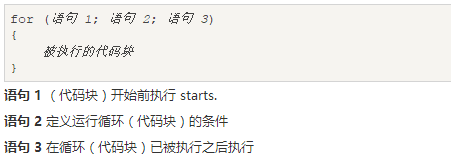 for (语句 1; 语句 2; 语句 3)
{
被执行的代码块
}
语句 1 （代码块）开始前执行 starts.
语句 2 定义运行循环（代码块）的条件
语句 3 在循环（代码块）已被执行之后执行